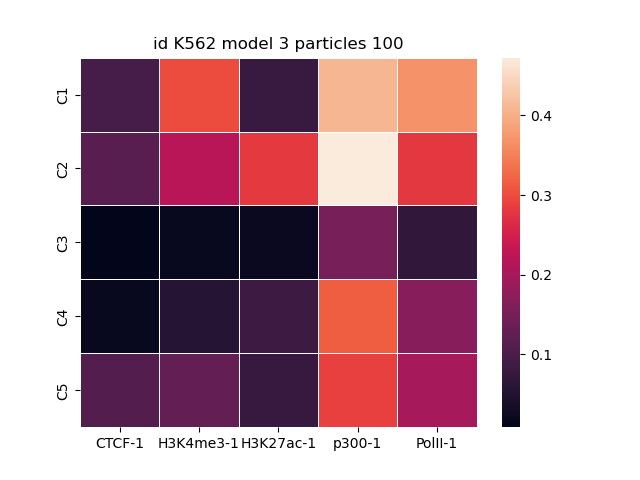 id K562 model 3 particles 100
C1
C2
C3
C4
C5
CTCF-1 H3K4me3-1 H3K27ac-1 p300-1 PolII-1
0.4
0.3
0.2
0.1